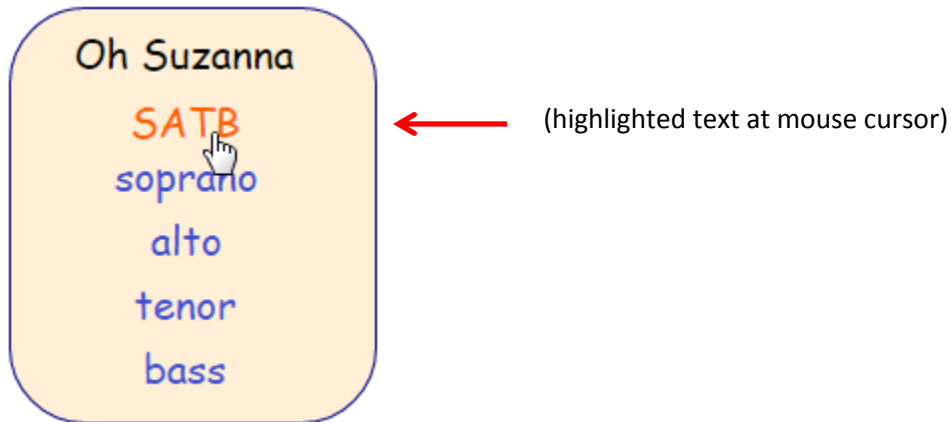 Oh Suzanna
SATB
(highlighted text at mouse cursor)
soprano
alto
tenor
bass